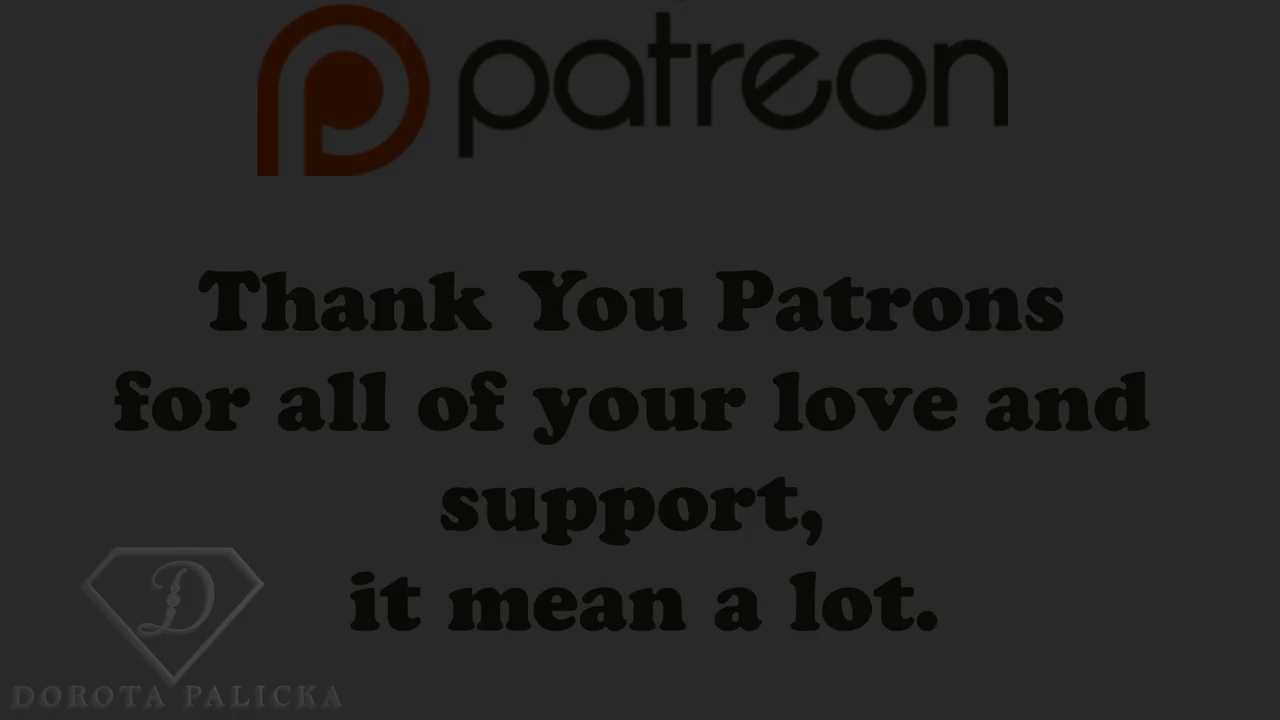 patreon
Thank You Patrons
for all of your love and
support,
it mean a lot.
D
DOROTA PALICKA